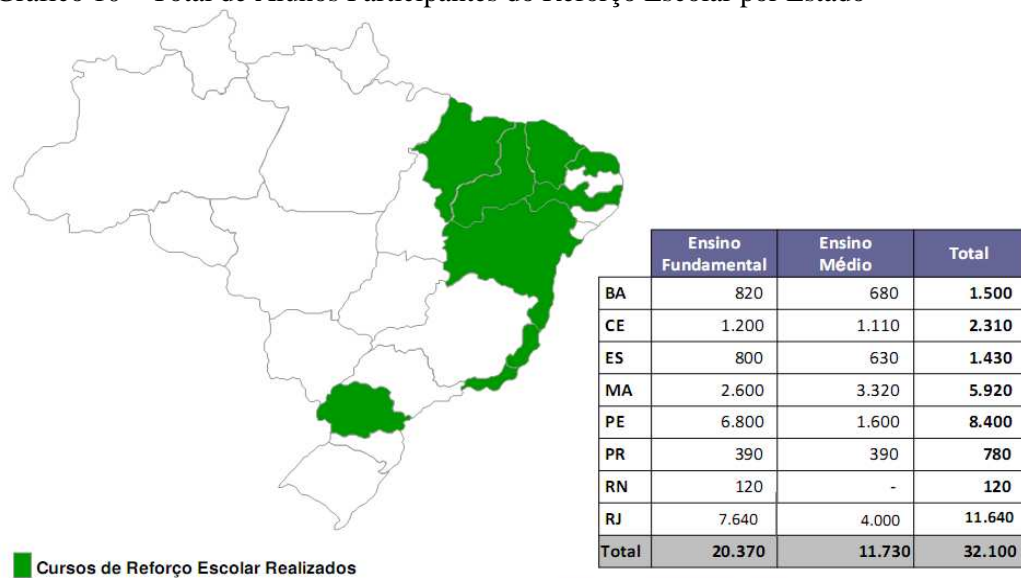 Gráfico 16 – Total de Alunos Participantes do Reforço Escolar por Estado
Ensino Fundamental Ensino Médio Total
BA 820 680 1.500
CE 1.200 1.110 2.310
ES 800 630 1.430
MA 2.600 3.320 5.920
PE 6.800 1.600 8.400
PR 390 390 780
RN 120 - 120
RJ 7.640 4.000 11.640
Total 20.370 11.730 32.100
Cursos de Reforço Escolar Realizados